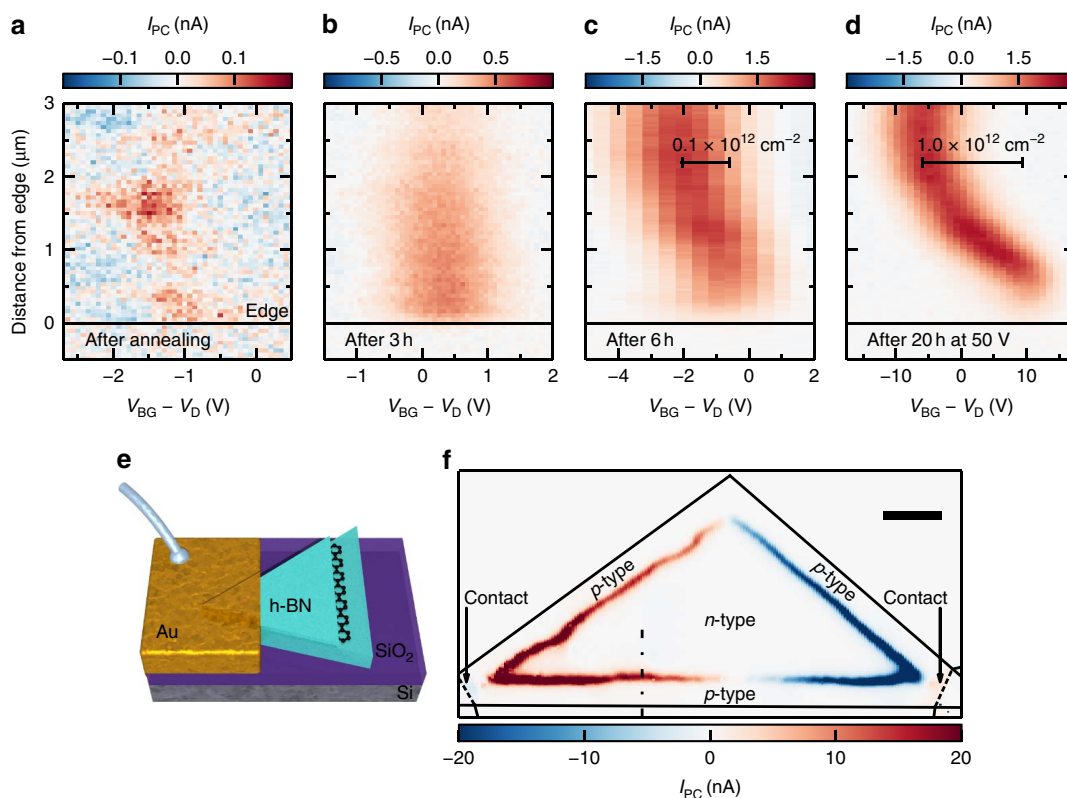 a b c d
I_PC (nA) I_PC (nA) I_PC (nA) I_PC (nA)
−0.1 0.0 0.1 −0.5 0.0 0.5 −1.5 0.0 1.5 −1.5 0.0 1.5
3
2
1
0
Distance from edge (μm)
0.1 × 10¹² cm⁻² 1.0 × 10¹² cm⁻²
Edge
After annealing After 3 h After 6 h After 20 h at 50 V
−2 −1 0 −1 0 1 2 −4 −2 0 2 −10 0 10
V_BG − V_D (V) V_BG − V_D (V) V_BG − V_D (V) V_BG − V_D (V)
e
Au
h-BN
SiO₂
Si
f
p-type p-type
Contact Contact
n-type
p-type
−20 −10 0 10 20
I_PC (nA)